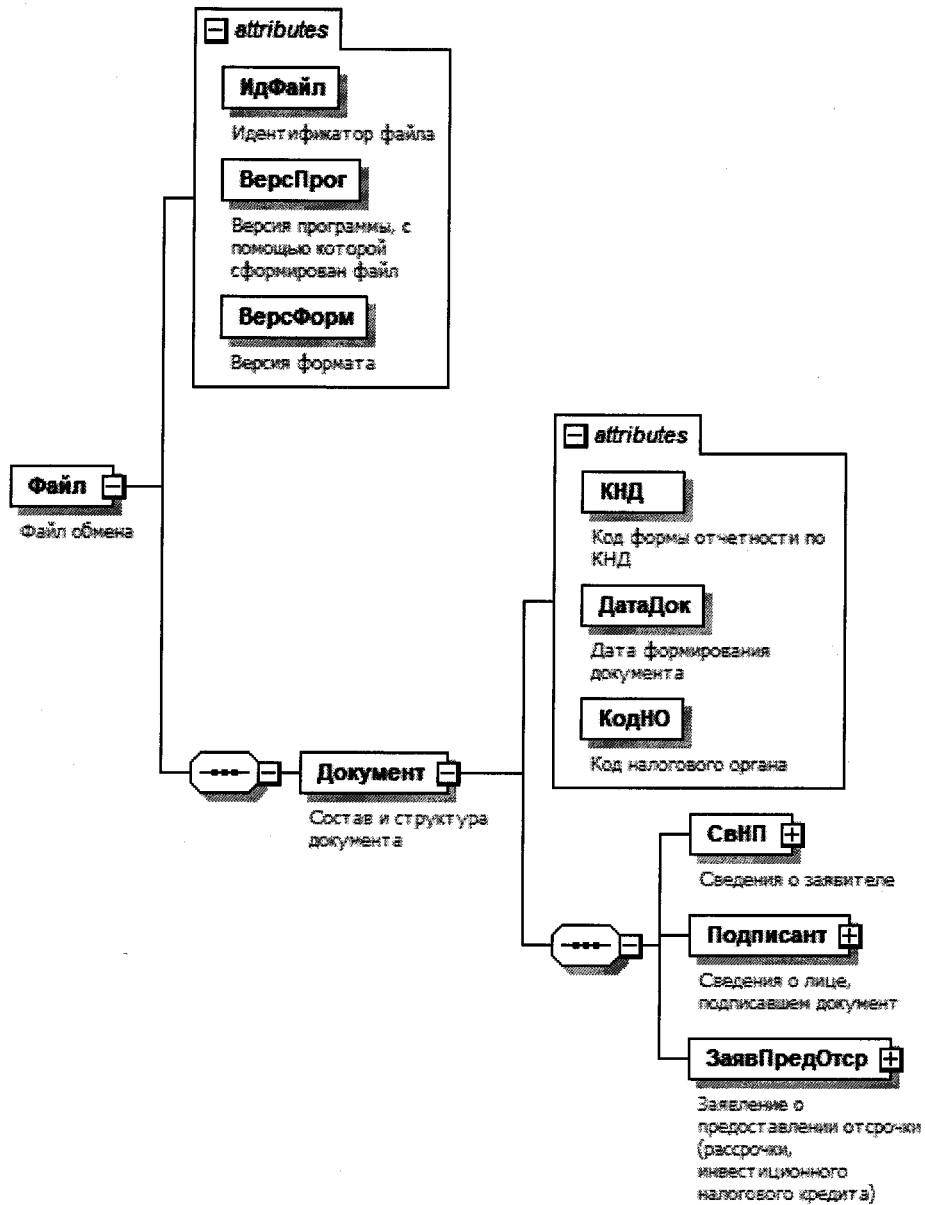 attributes
ИдФайл
Идентификатор файла
ВерсПрог
Версия программы, с
помощью которой
сформирован файл
ВерсФорм
Версия формата
Файл
Файл обмена
attributes
КНД
Код формы отчетности по
КНД
ДатаДок
Дата формирования
документа
КодНО
Код налогового органа
Документ
Состав и структура
документа
СвНП
Сведения о заявителе
Подписант
Сведения о лице,
подписавшем документ
ЗаявПредОтср
Заявление о
предоставлении отсрочки
(рассрочки,
инвестиционного
налогового кредита)